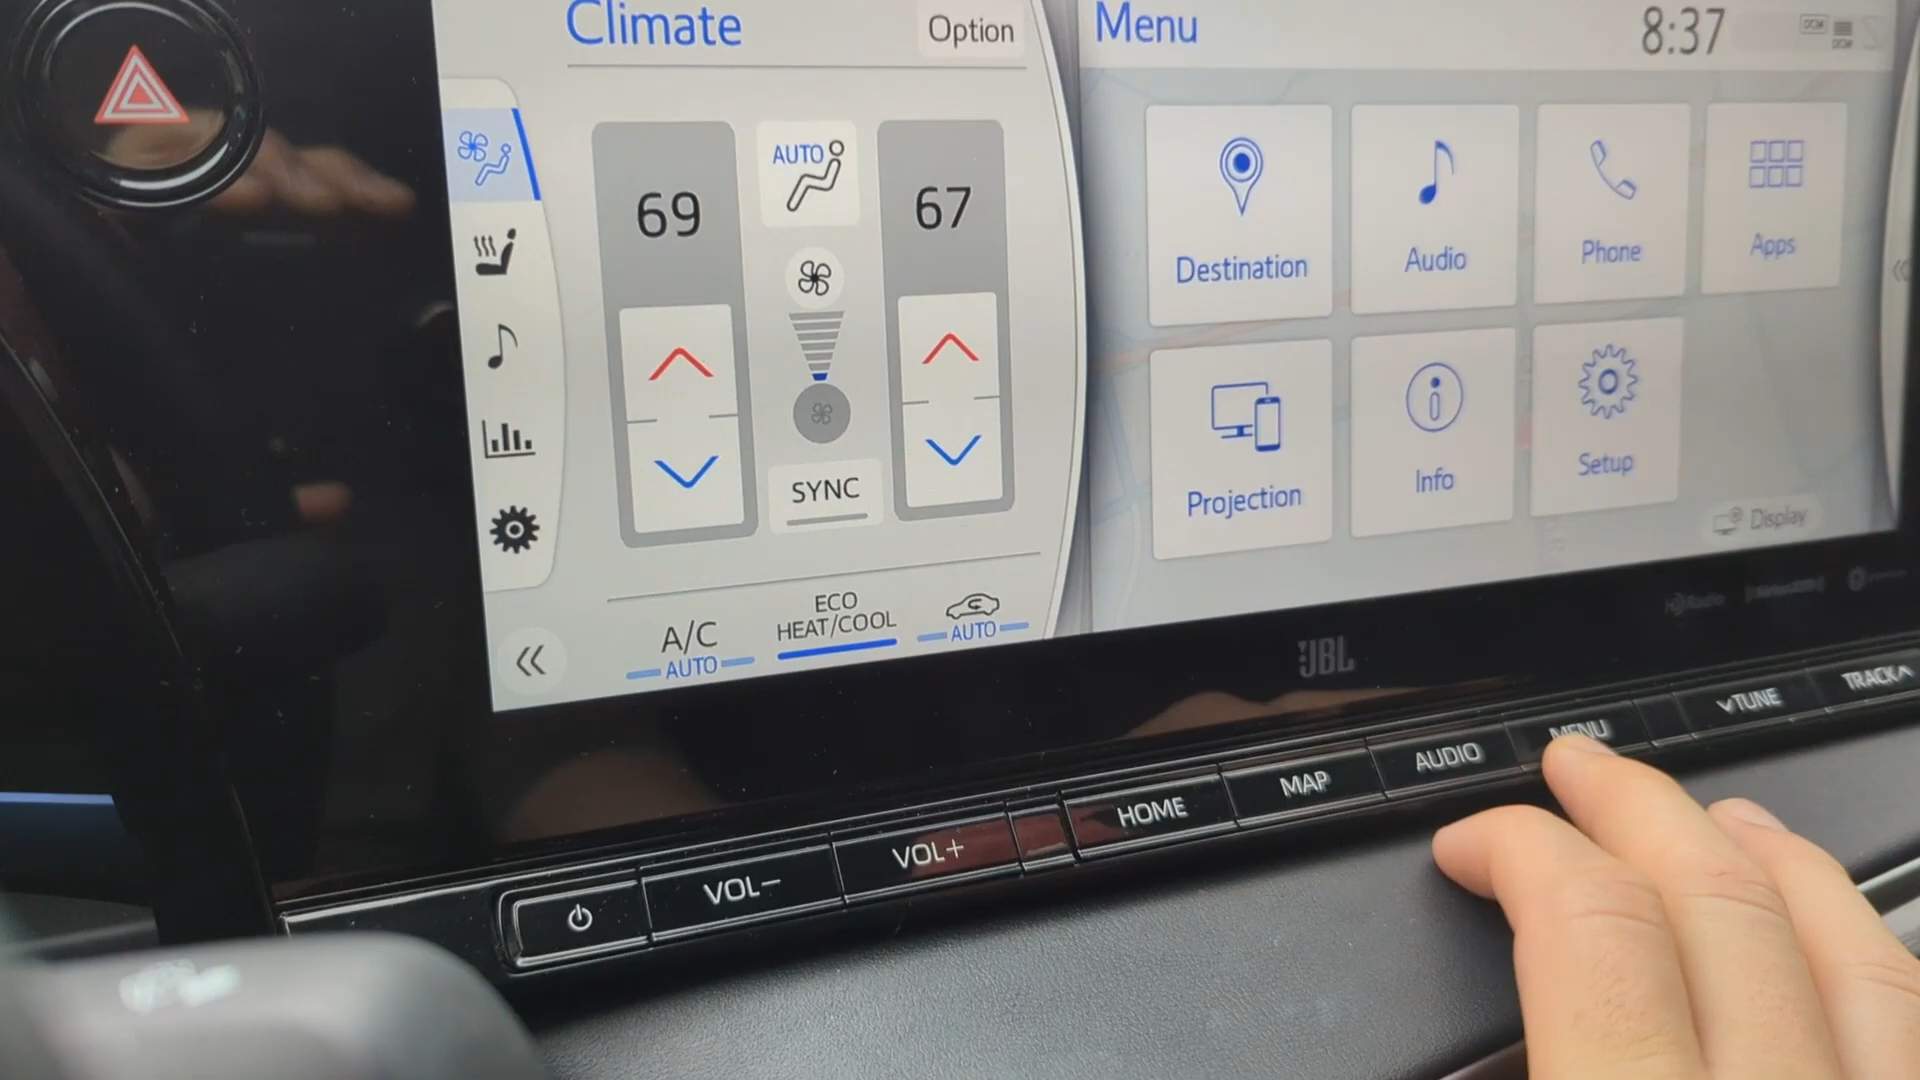 Climate
Option
69
AUTO
67
SYNC
A/C
AUTO
ECO
HEAT/COOL
AUTO
Menu
8:37
DCM
Destination
Audio
Phone
Apps
Projection
Info
Setup
Display
JBL
VOL-
VOL+
HOME
MAP
AUDIO
MENU
TUNE
TRACK